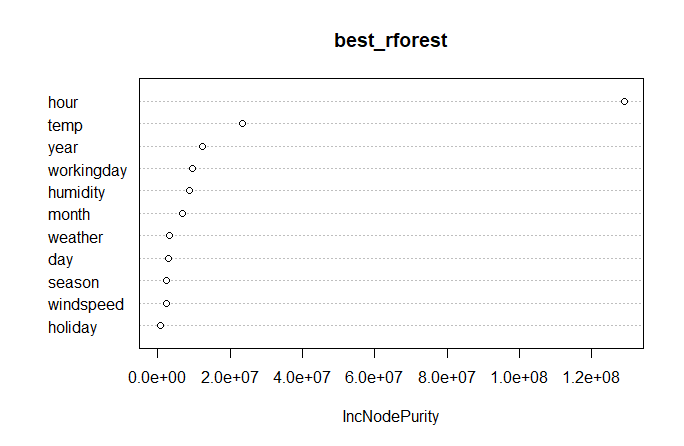 best_rforest
hour
temp
year
workingday
humidity
month
weather
day
season
windspeed
holiday
0.0e+00 2.0e+07 4.0e+07 6.0e+07 8.0e+07 1.0e+08 1.2e+08
IncNodePurity